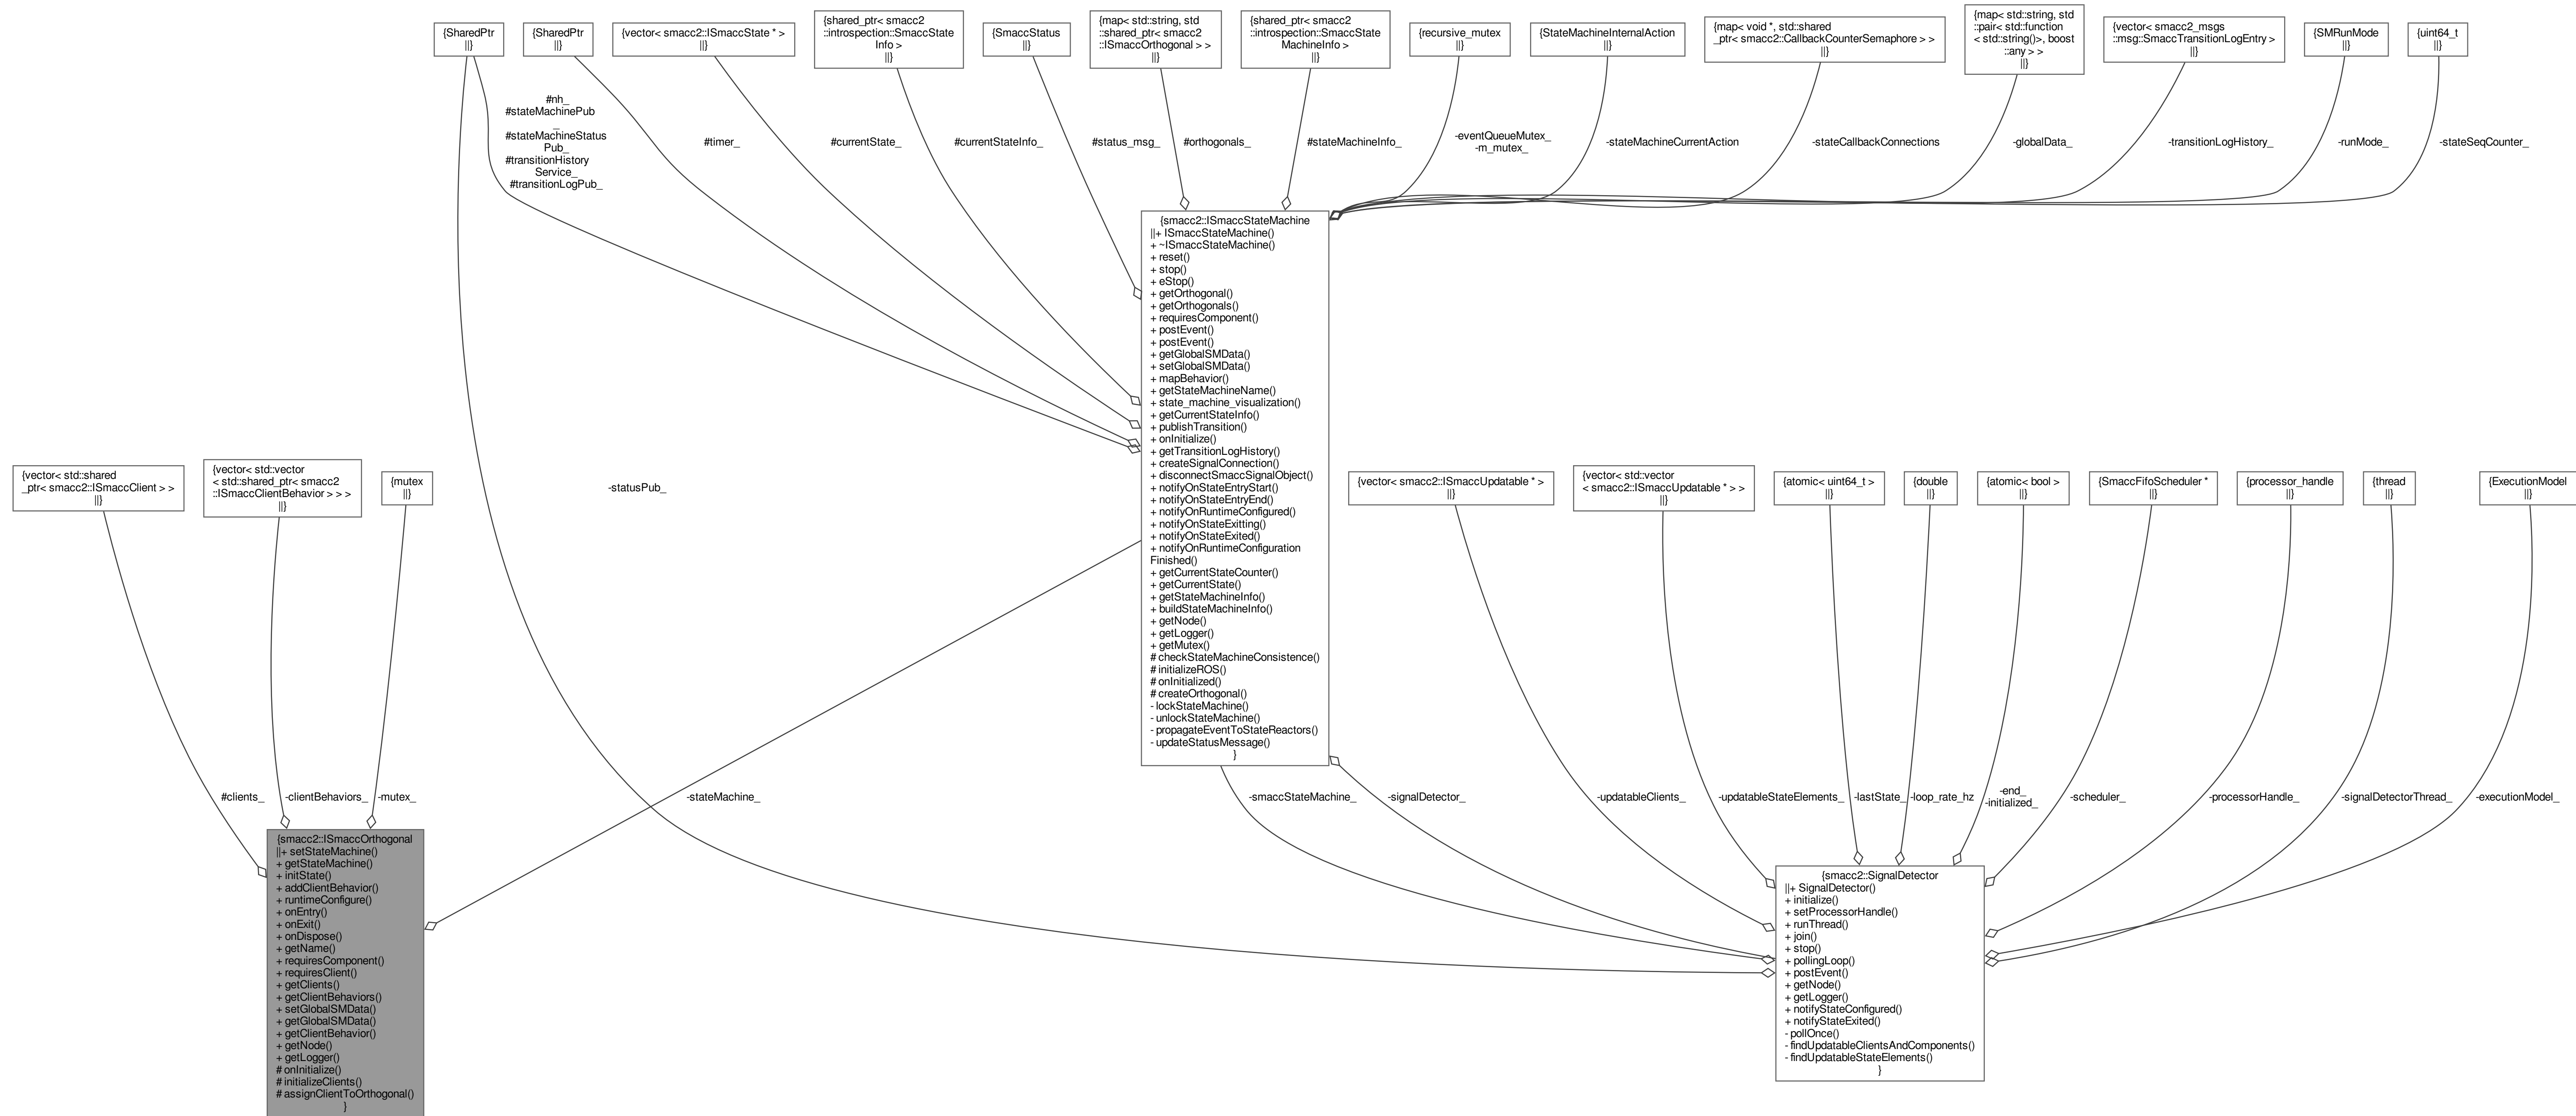 {SharedPtr
||}
{SharedPtr
||}
{vector< smacc2::ISmaccState * >
||}
{shared_ptr< smacc2
::introspection::SmaccState
Info >
||}
{SmaccStatus
||}
{map< std::string, std
::shared_ptr< smacc2
::ISmaccOrthogonal > >
||}
{shared_ptr< smacc2
::introspection::SmaccState
MachineInfo >
||}
{recursive_mutex
||}
{StateMachineInternalAction
||}
{map< void *, std::shared
_ptr< smacc2::CallbackCounterSemaphore > >
||}
{map< std::string, std
::pair< std::function
< std::string()>, boost
::any > >
||}
{vector< smacc2_msgs
::msg::SmaccTransitionLogEntry >
||}
{SMRunMode
||}
{uint64_t
||}
#nh_
#stateMachinePub
_
#stateMachineStatus
Pub_
#transitionHistory
Service_
#transitionLogPub_
#timer_
#currentState_
#currentStateInfo_
#status_msg_
#orthogonals_
#stateMachineInfo_
-eventQueueMutex_
-m_mutex_
-stateMachineCurrentAction
-stateCallbackConnections
-globalData_
-transitionLogHistory_
-runMode_
-stateSeqCounter_
{smacc2::ISmaccStateMachine
||+ ISmaccStateMachine()
+ ~ISmaccStateMachine()
+ reset()
+ stop()
+ eStop()
+ getOrthogonal()
+ getOrthogonals()
+ requiresComponent()
+ postEvent()
+ postEvent()
+ getGlobalSMData()
+ setGlobalSMData()
+ mapBehavior()
+ getStateMachineName()
+ state_machine_visualization()
+ getCurrentStateInfo()
+ publishTransition()
+ onInitialize()
+ getTransitionLogHistory()
+ createSignalConnection()
+ disconnectSmaccSignalObject()
+ notifyOnStateEntryStart()
+ notifyOnStateEntryEnd()
+ notifyOnRuntimeConfigured()
+ notifyOnStateExitting()
+ notifyOnStateExited()
+ notifyOnRuntimeConfiguration
Finished()
+ getCurrentStateCounter()
+ getCurrentState()
+ getStateMachineInfo()
+ buildStateMachineInfo()
+ getNode()
+ getLogger()
+ getMutex()
# checkStateMachineConsistence()
# initializeROS()
# onInitialized()
# createOrthogonal()
- lockStateMachine()
- unlockStateMachine()
- propagateEventToStateReactors()
- updateStatusMessage()
}
{vector< std::shared
_ptr< smacc2::ISmaccClient > >
||}
{vector< std::vector
< std::shared_ptr< smacc2
::ISmaccClientBehavior > > >
||}
{mutex
||}
-statusPub_
{vector< smacc2::ISmaccUpdatable * >
||}
{vector< std::vector
< smacc2::ISmaccUpdatable * > >
||}
{atomic< uint64_t >
||}
{double
||}
{atomic< bool >
||}
{SmaccFifoScheduler *
||}
{processor_handle
||}
{thread
||}
{ExecutionModel
||}
#clients_
-clientBehaviors_
-mutex_
-stateMachine_
-smaccStateMachine_
-signalDetector_
-updatableClients_
-updatableStateElements_
-lastState_
-loop_rate_hz
-end_
-initialized_
-scheduler_
-processorHandle_
-signalDetectorThread_
-executionModel_
{smacc2::ISmaccOrthogonal
||+ setStateMachine()
+ getStateMachine()
+ initState()
+ addClientBehavior()
+ runtimeConfigure()
+ onEntry()
+ onExit()
+ onDispose()
+ getName()
+ requiresComponent()
+ requiresClient()
+ getClients()
+ getClientBehaviors()
+ setGlobalSMData()
+ getGlobalSMData()
+ getClientBehavior()
+ getNode()
+ getLogger()
# onInitialize()
# initializeClients()
# assignClientToOrthogonal()
}
{smacc2::SignalDetector
||+ SignalDetector()
+ initialize()
+ setProcessorHandle()
+ runThread()
+ join()
+ stop()
+ pollingLoop()
+ postEvent()
+ getNode()
+ getLogger()
+ notifyStateConfigured()
+ notifyStateExited()
- pollOnce()
- findUpdatableClientsAndComponents()
- findUpdatableStateElements()
}